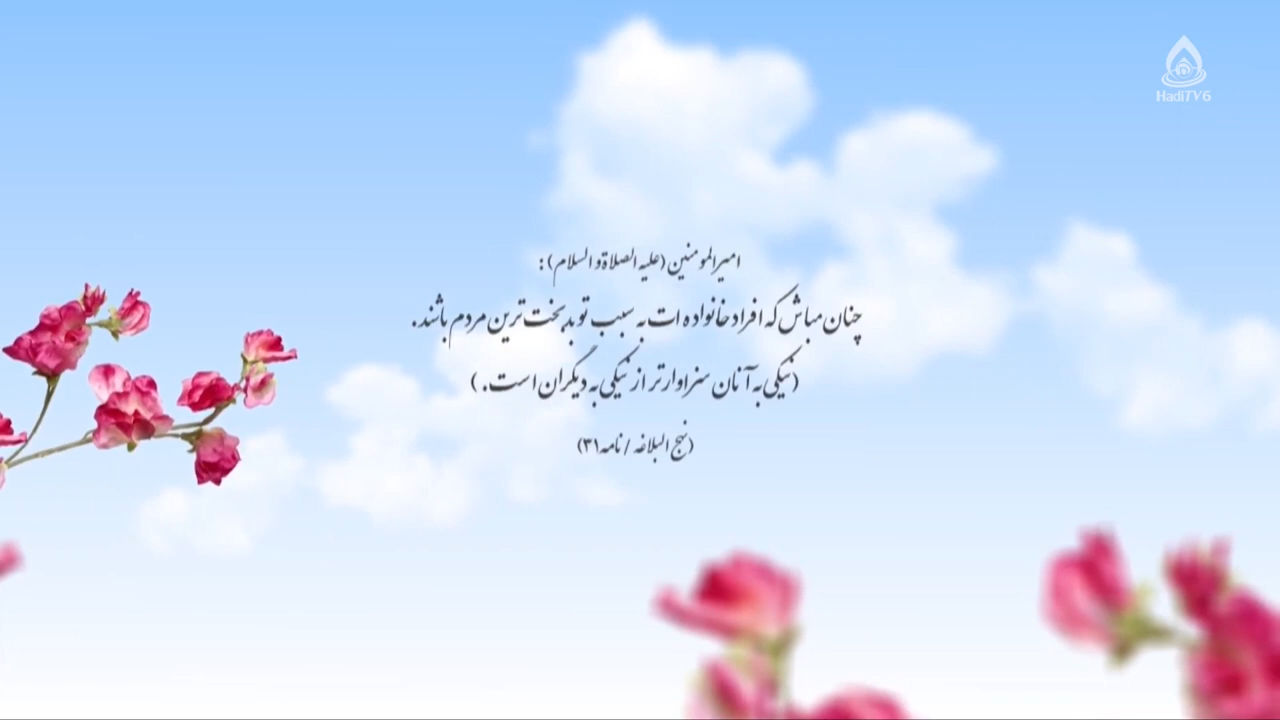 HadiTV6
امیرالمومنین (علیه الصلاة و السلام) :
چنان مباش که افراد خانواده ات به سبب تو بدبخت ترین مردم باشند.
(نیکی به آنان سزاوارتر از نیکی به دیگران است.)
(نهج البلاغه / نامه ۳۱)